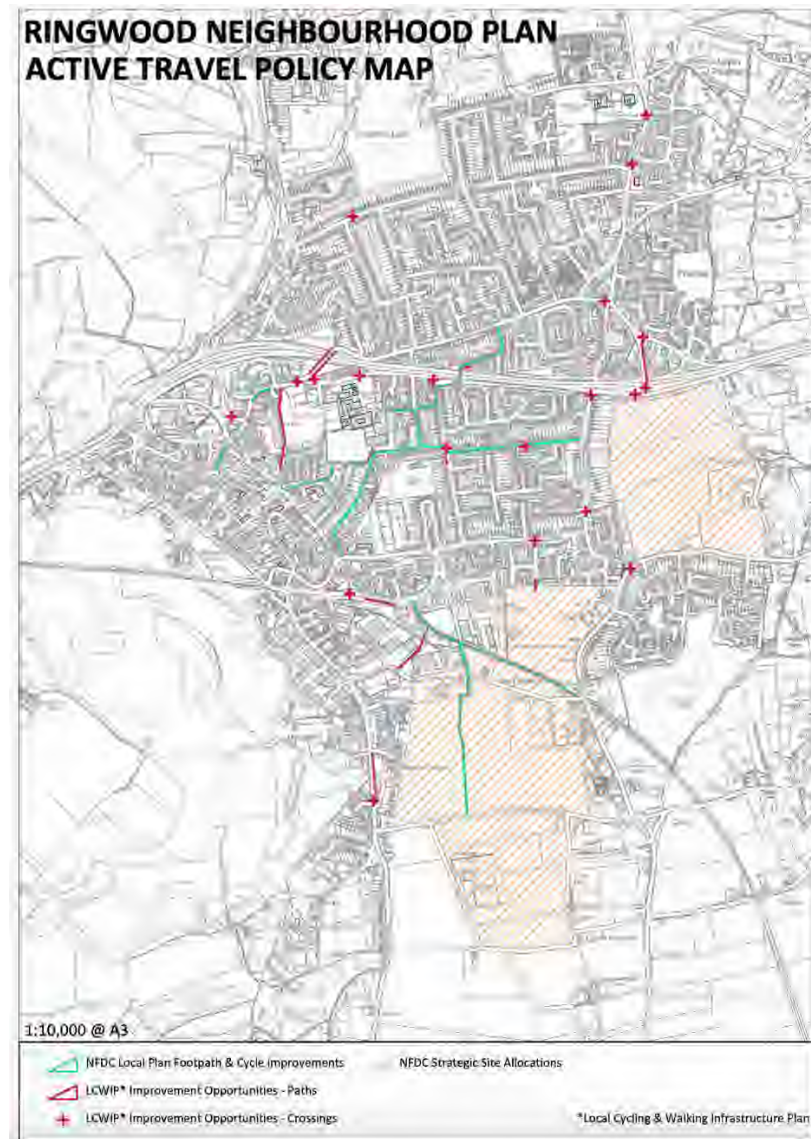 RINGWOOD NEIGHBOURHOOD PLAN
ACTIVE TRAVEL POLICY MAP
1:10,000 @ A3
NFDC Local Plan Footpath & Cycle Improvements
NFDC Strategic Site Allocations
LCWIP* Improvement Opportunities - Paths
LCWIP* Improvement Opportunities - Crossings
*Local Cycling & Walking Infrastructure Plan